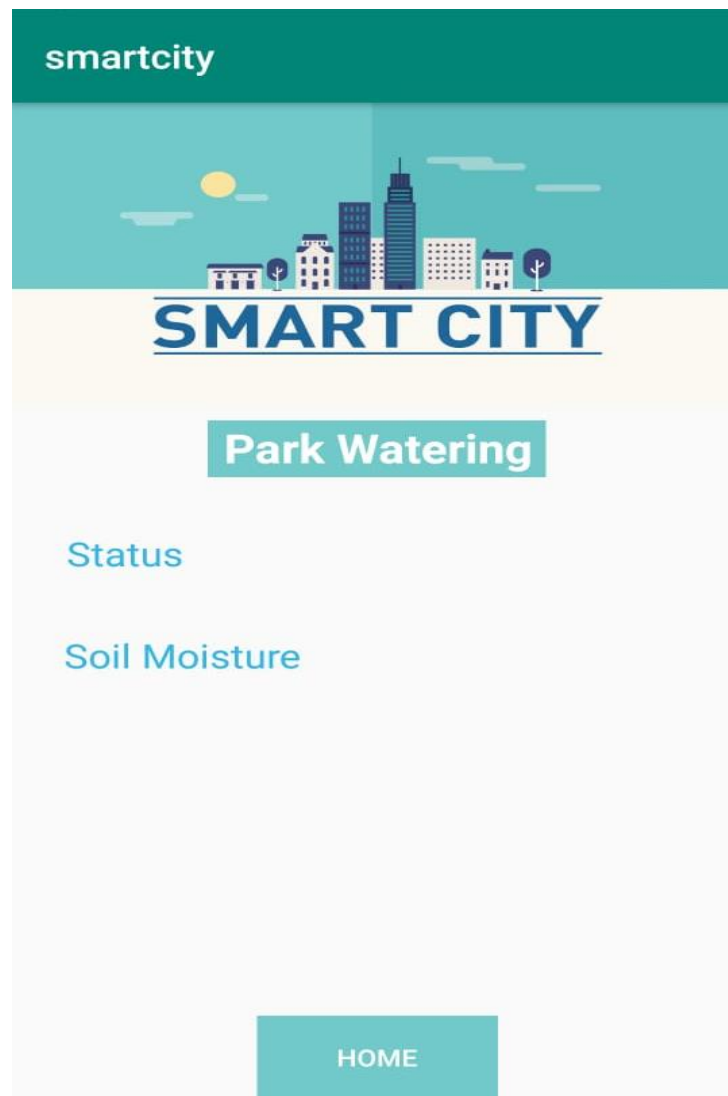 smartcity
SMART CITY
Park Watering
Status
Soil Moisture
HOME